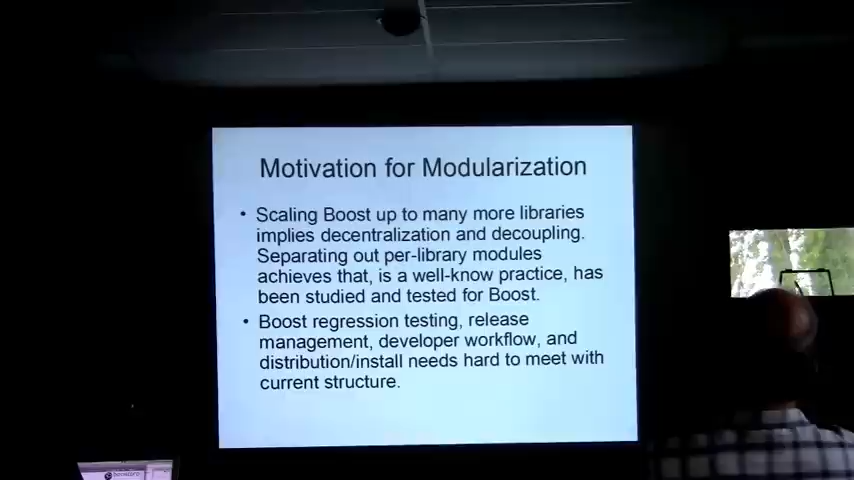 Motivation for Modularization
• Scaling Boost up to many more libraries
implies decentralization and decoupling.
Separating out per-library modules
achieves that, is a well-know practice, has
been studied and tested for Boost.
• Boost regression testing, release
management, developer workflow, and
distribution/install needs hard to meet with
current structure.